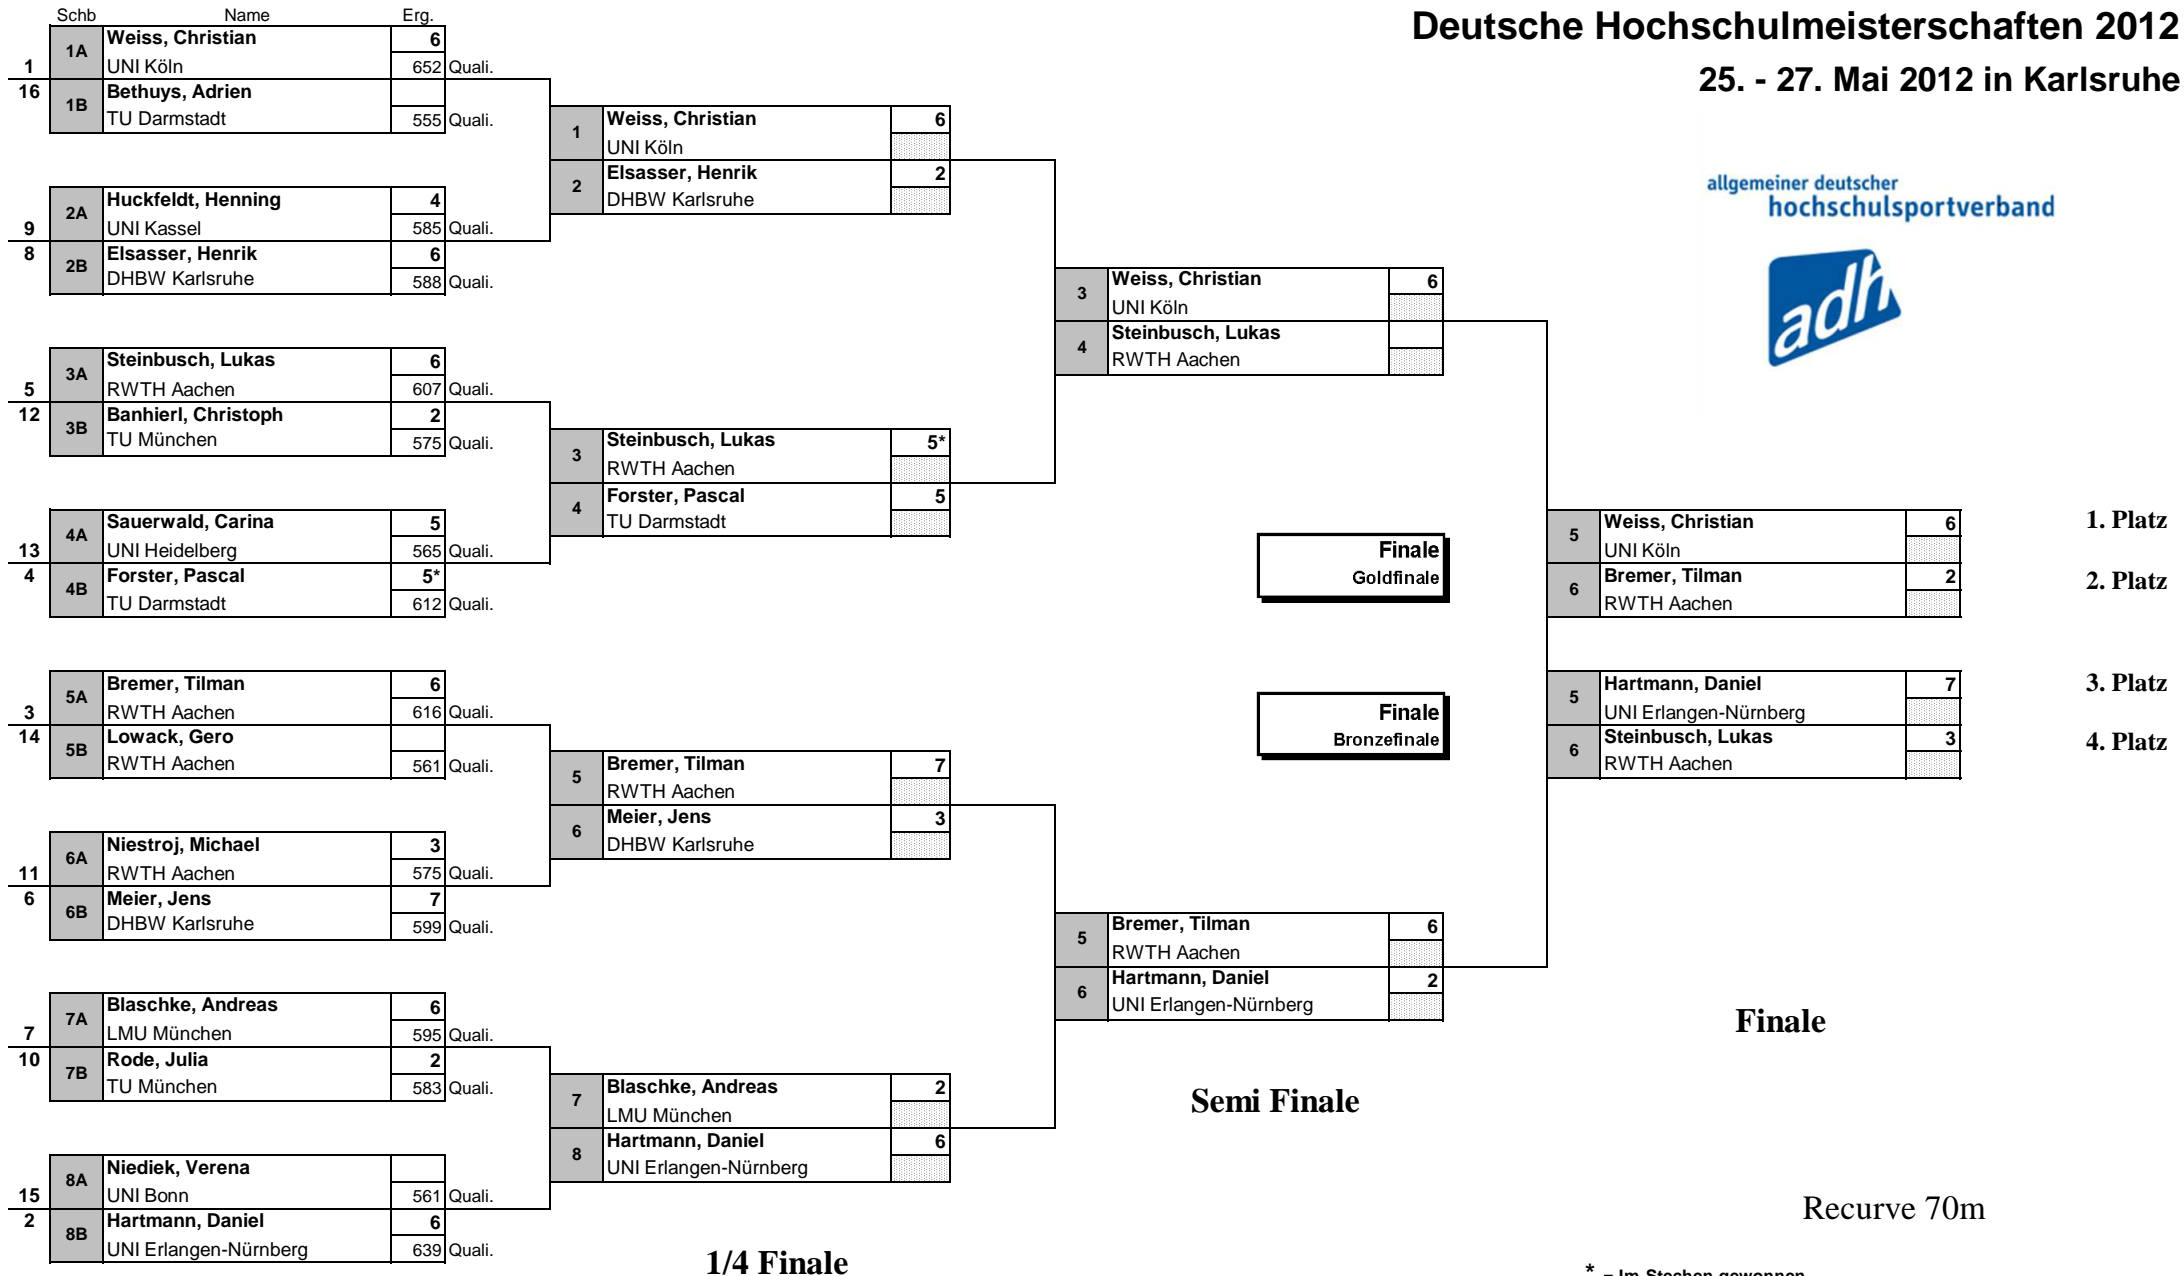 Schb Name Erg.
Deutsche Hochschulmeisterschaften 2012
25. - 27. Mai 2012 in Karlsruhe
allgemeiner deutscher
hochschulsportverband
adh
1A Weiss, Christian 6
1 UNI Köln 652 Quali.
16 Bethuys, Adrien
1B TU Darmstadt 555 Quali.
2A Huckfeldt, Henning 4
9 UNI Kassel 585 Quali.
8 Elsasser, Henrik 6
2B DHBW Karlsruhe 588 Quali.
3A Steinbusch, Lukas 6
5 RWTH Aachen 607 Quali.
12 Banhierl, Christoph 2
3B TU München 575 Quali.
4A Sauerwald, Carina 5
13 UNI Heidelberg 565 Quali.
4 Forster, Pascal 5*
4B TU Darmstadt 612 Quali.
5A Bremer, Tilman 6
3 RWTH Aachen 616 Quali.
14 Lowack, Gero
5B RWTH Aachen 561 Quali.
6A Niestroj, Michael 3
11 RWTH Aachen 575 Quali.
6 Meier, Jens 7
6B DHBW Karlsruhe 599 Quali.
7A Blaschke, Andreas 6
7 LMU München 595 Quali.
10 Rode, Julia 2
7B TU München 583 Quali.
8A Niediek, Verena
15 UNI Bonn 561 Quali.
2 Hartmann, Daniel 6
8B UNI Erlangen-Nürnberg 639 Quali.
1 Weiss, Christian 6
UNI Köln
2 Elsasser, Henrik 2
DHBW Karlsruhe
3 Steinbusch, Lukas 5*
RWTH Aachen
4 Forster, Pascal 5
TU Darmstadt
5 Bremer, Tilman 7
RWTH Aachen
6 Meier, Jens 3
DHBW Karlsruhe
7 Blaschke, Andreas 2
LMU München
8 Hartmann, Daniel 6
UNI Erlangen-Nürnberg
1/4 Finale
3 Weiss, Christian 6
UNI Köln
4 Steinbusch, Lukas
RWTH Aachen
5 Bremer, Tilman 6
RWTH Aachen
6 Hartmann, Daniel 2
UNI Erlangen-Nürnberg
Semi Finale
Finale
Goldfinale
5 Weiss, Christian 6 1. Platz
UNI Köln
6 Bremer, Tilman 2 2. Platz
RWTH Aachen
Finale
Bronzefinale
5 Hartmann, Daniel 7 3. Platz
UNI Erlangen-Nürnberg
6 Steinbusch, Lukas 3 4. Platz
RWTH Aachen
Finale
Recurve 70m
* = Im Stechen gewonnen